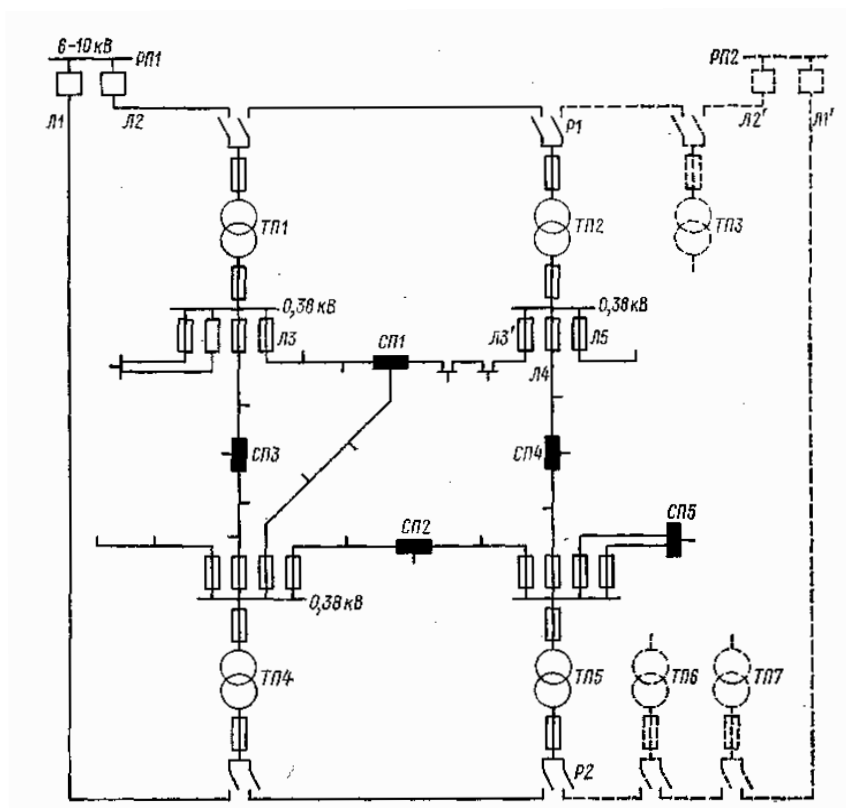 6-10 кВ
РП1
РП2
Л1
Л2
Р1
Л2'
Л1'
ТП1
ТП2
ТП3
0,38 кВ
0,38 кВ
Л3
СП1
Л3'
Л5
Л4
СП3
СП4
СП2
СП5
0,38 кВ
ТП4
ТП5
ТП6
ТП7
Р2